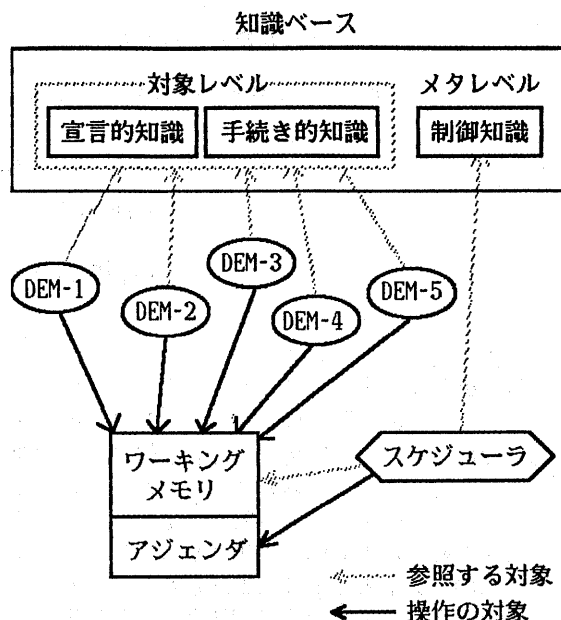 知識ベース
対象レベル
メタレベル
宣言的知識
手続き的知識
制御知識
DEM-1
DEM-2
DEM-3
DEM-4
DEM-5
ワーキング
メモリ
スケジューラ
アジェンダ
参照する対象
操作の対象